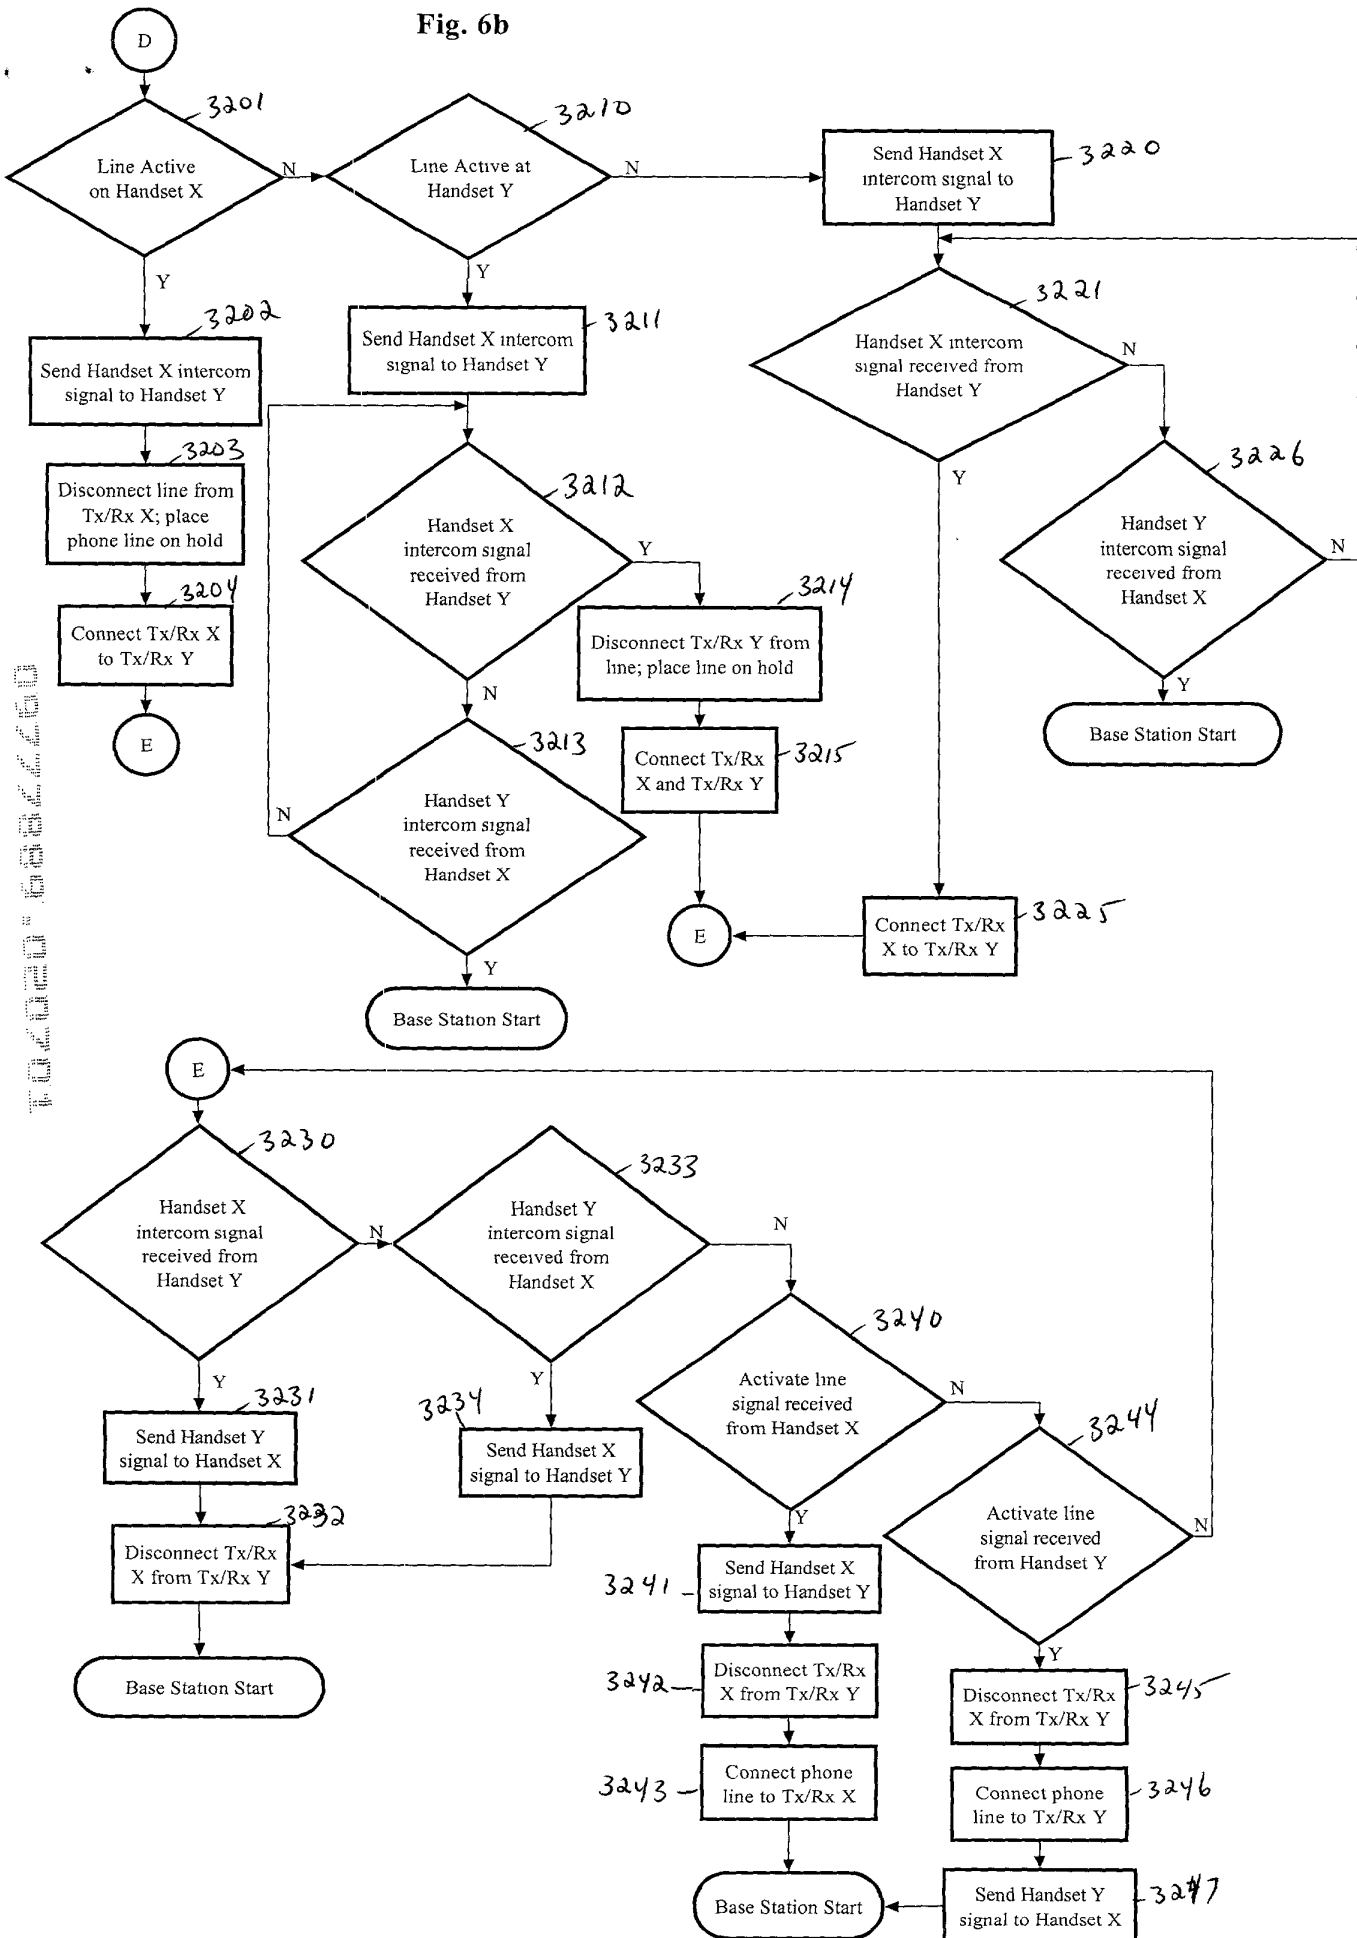 Fig. 6b
D
3201
Line Active
on Handset X
N
Y
3210
Line Active at
Handset Y
N
Y
Send Handset X
intercom signal to
Handset Y
3220
3202
Send Handset X intercom
signal to Handset Y
3203
Disconnect line from
Tx/Rx X; place
phone line on hold
3204
Connect Tx/Rx X
to Tx/Rx Y
E
Send Handset X intercom
signal to Handset Y
3211
3212
Handset X
intercom signal
received from
Handset Y
Y
N
3213
Handset Y
intercom signal
received from
Handset X
N
Y
Base Station Start
3214
Disconnect Tx/Rx Y from
line; place line on hold
Connect Tx/Rx
X and Tx/Rx Y
3215
E
3221
Handset X intercom
signal received from
Handset Y
N
Y
3226
Handset Y
intercom signal
received from
Handset X
N
Y
Base Station Start
Connect Tx/Rx
X to Tx/Rx Y
3225
09777889.020701
E
3230
Handset X
intercom signal
received from
Handset Y
N
Y
3231
Send Handset Y
signal to Handset X
3232
Disconnect Tx/Rx
X from Tx/Rx Y
Base Station Start
3233
Handset Y
intercom signal
received from
Handset X
N
Y
3234
Send Handset X
signal to Handset Y
3240
Activate line
signal received
from Handset X
N
Y
3241
Send Handset X
signal to Handset Y
3242
Disconnect Tx/Rx
X from Tx/Rx Y
3243
Connect phone
line to Tx/Rx X
Base Station Start
3244
Activate line
signal received
from Handset Y
N
Y
Disconnect Tx/Rx
X from Tx/Rx Y
3245
Connect phone
line to Tx/Rx Y
3246
Send Handset Y
signal to Handset X
3247